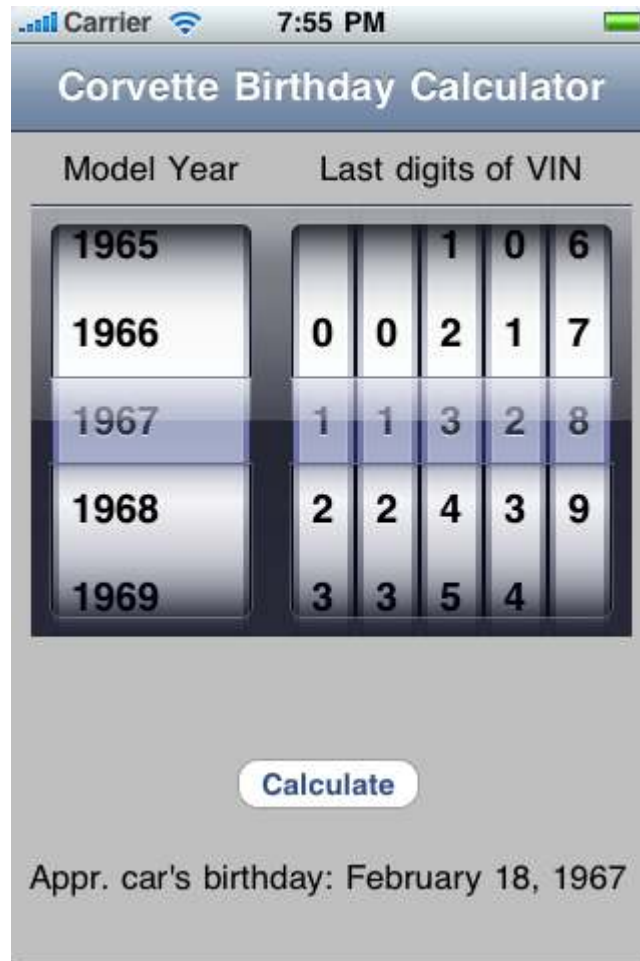 Carrier 7:55 PM
Corvette Birthday Calculator
Model Year Last digits of VIN
1965 1 0 6
1966 0 0 2 1 7
1967 1 1 3 2 8
1968 2 2 4 3 9
1969 3 3 5 4
Calculate
Appr. car's birthday: February 18, 1967